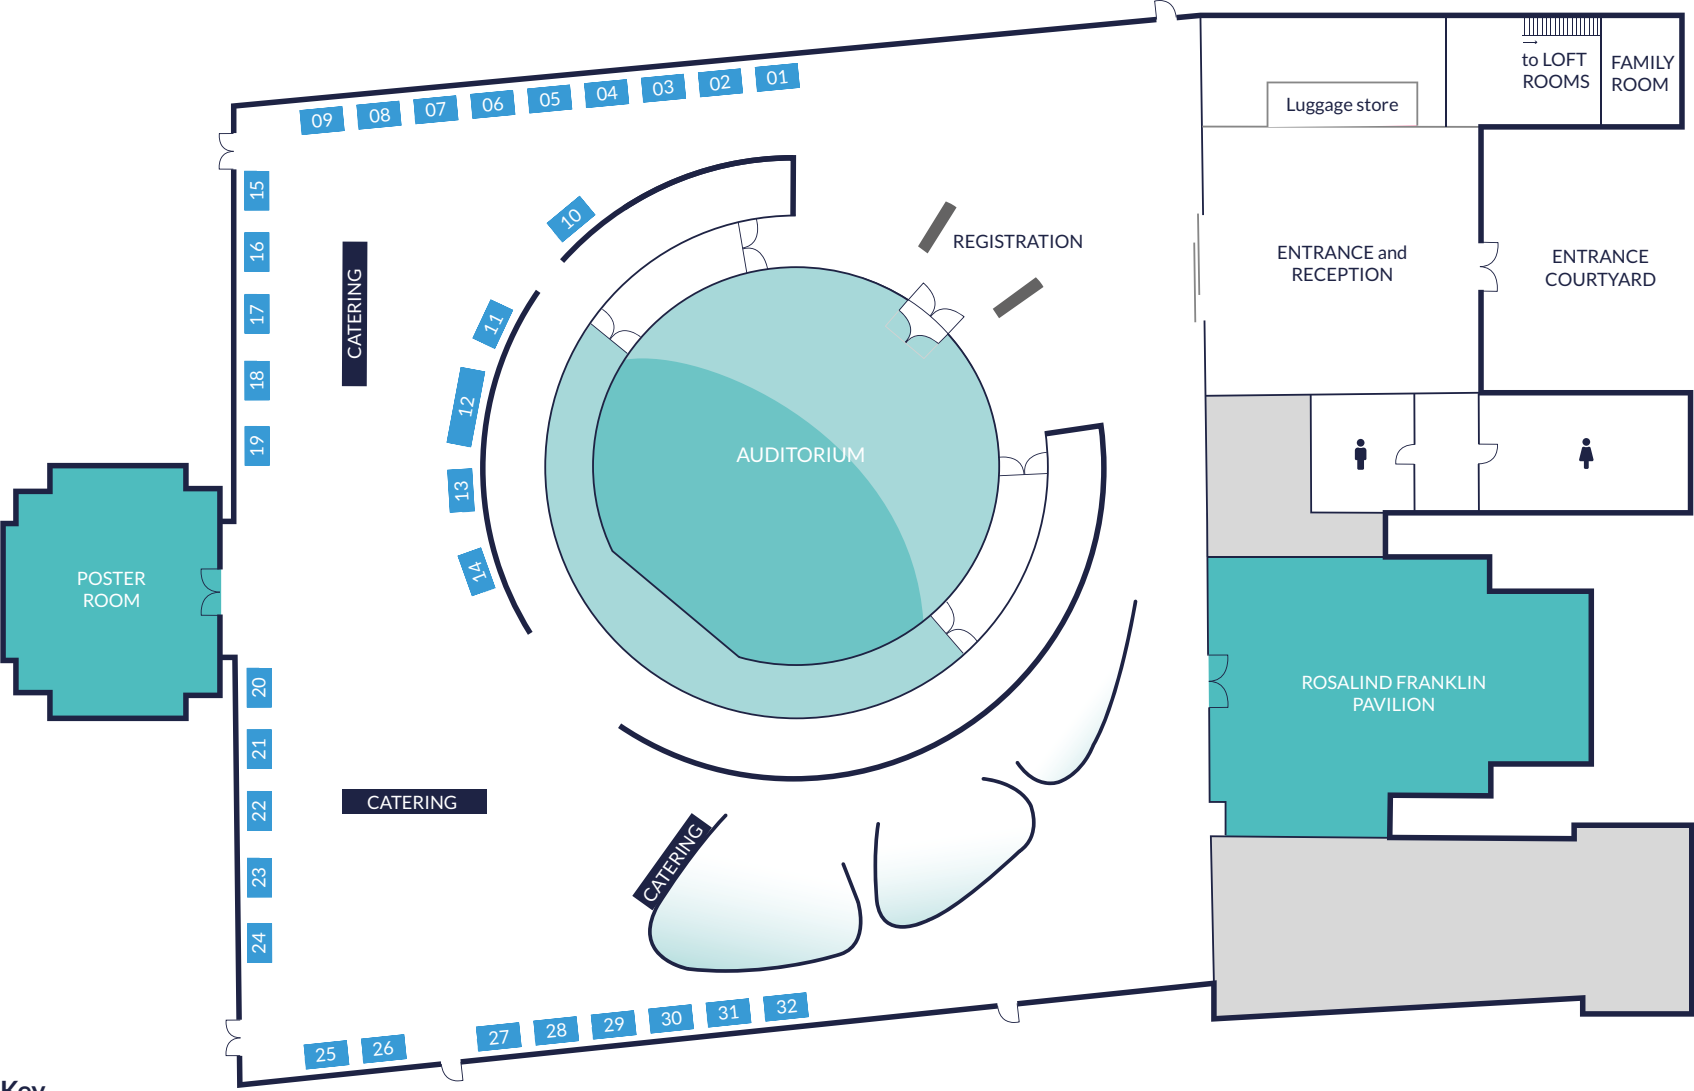 to LOFT
ROOMS
FAMILY
ROOM
Luggage store
01
02
03
04
05
06
07
08
09
15
16
17
18
19
10
11
12
13
14
CATERING
REGISTRATION
ENTRANCE and
RECEPTION
ENTRANCE
COURTYARD
AUDITORIUM
POSTER
ROOM
ROSALIND FRANKLIN
PAVILION
20
21
22
23
24
CATERING
CATERING
25
26
27
28
29
30
31
32
Key